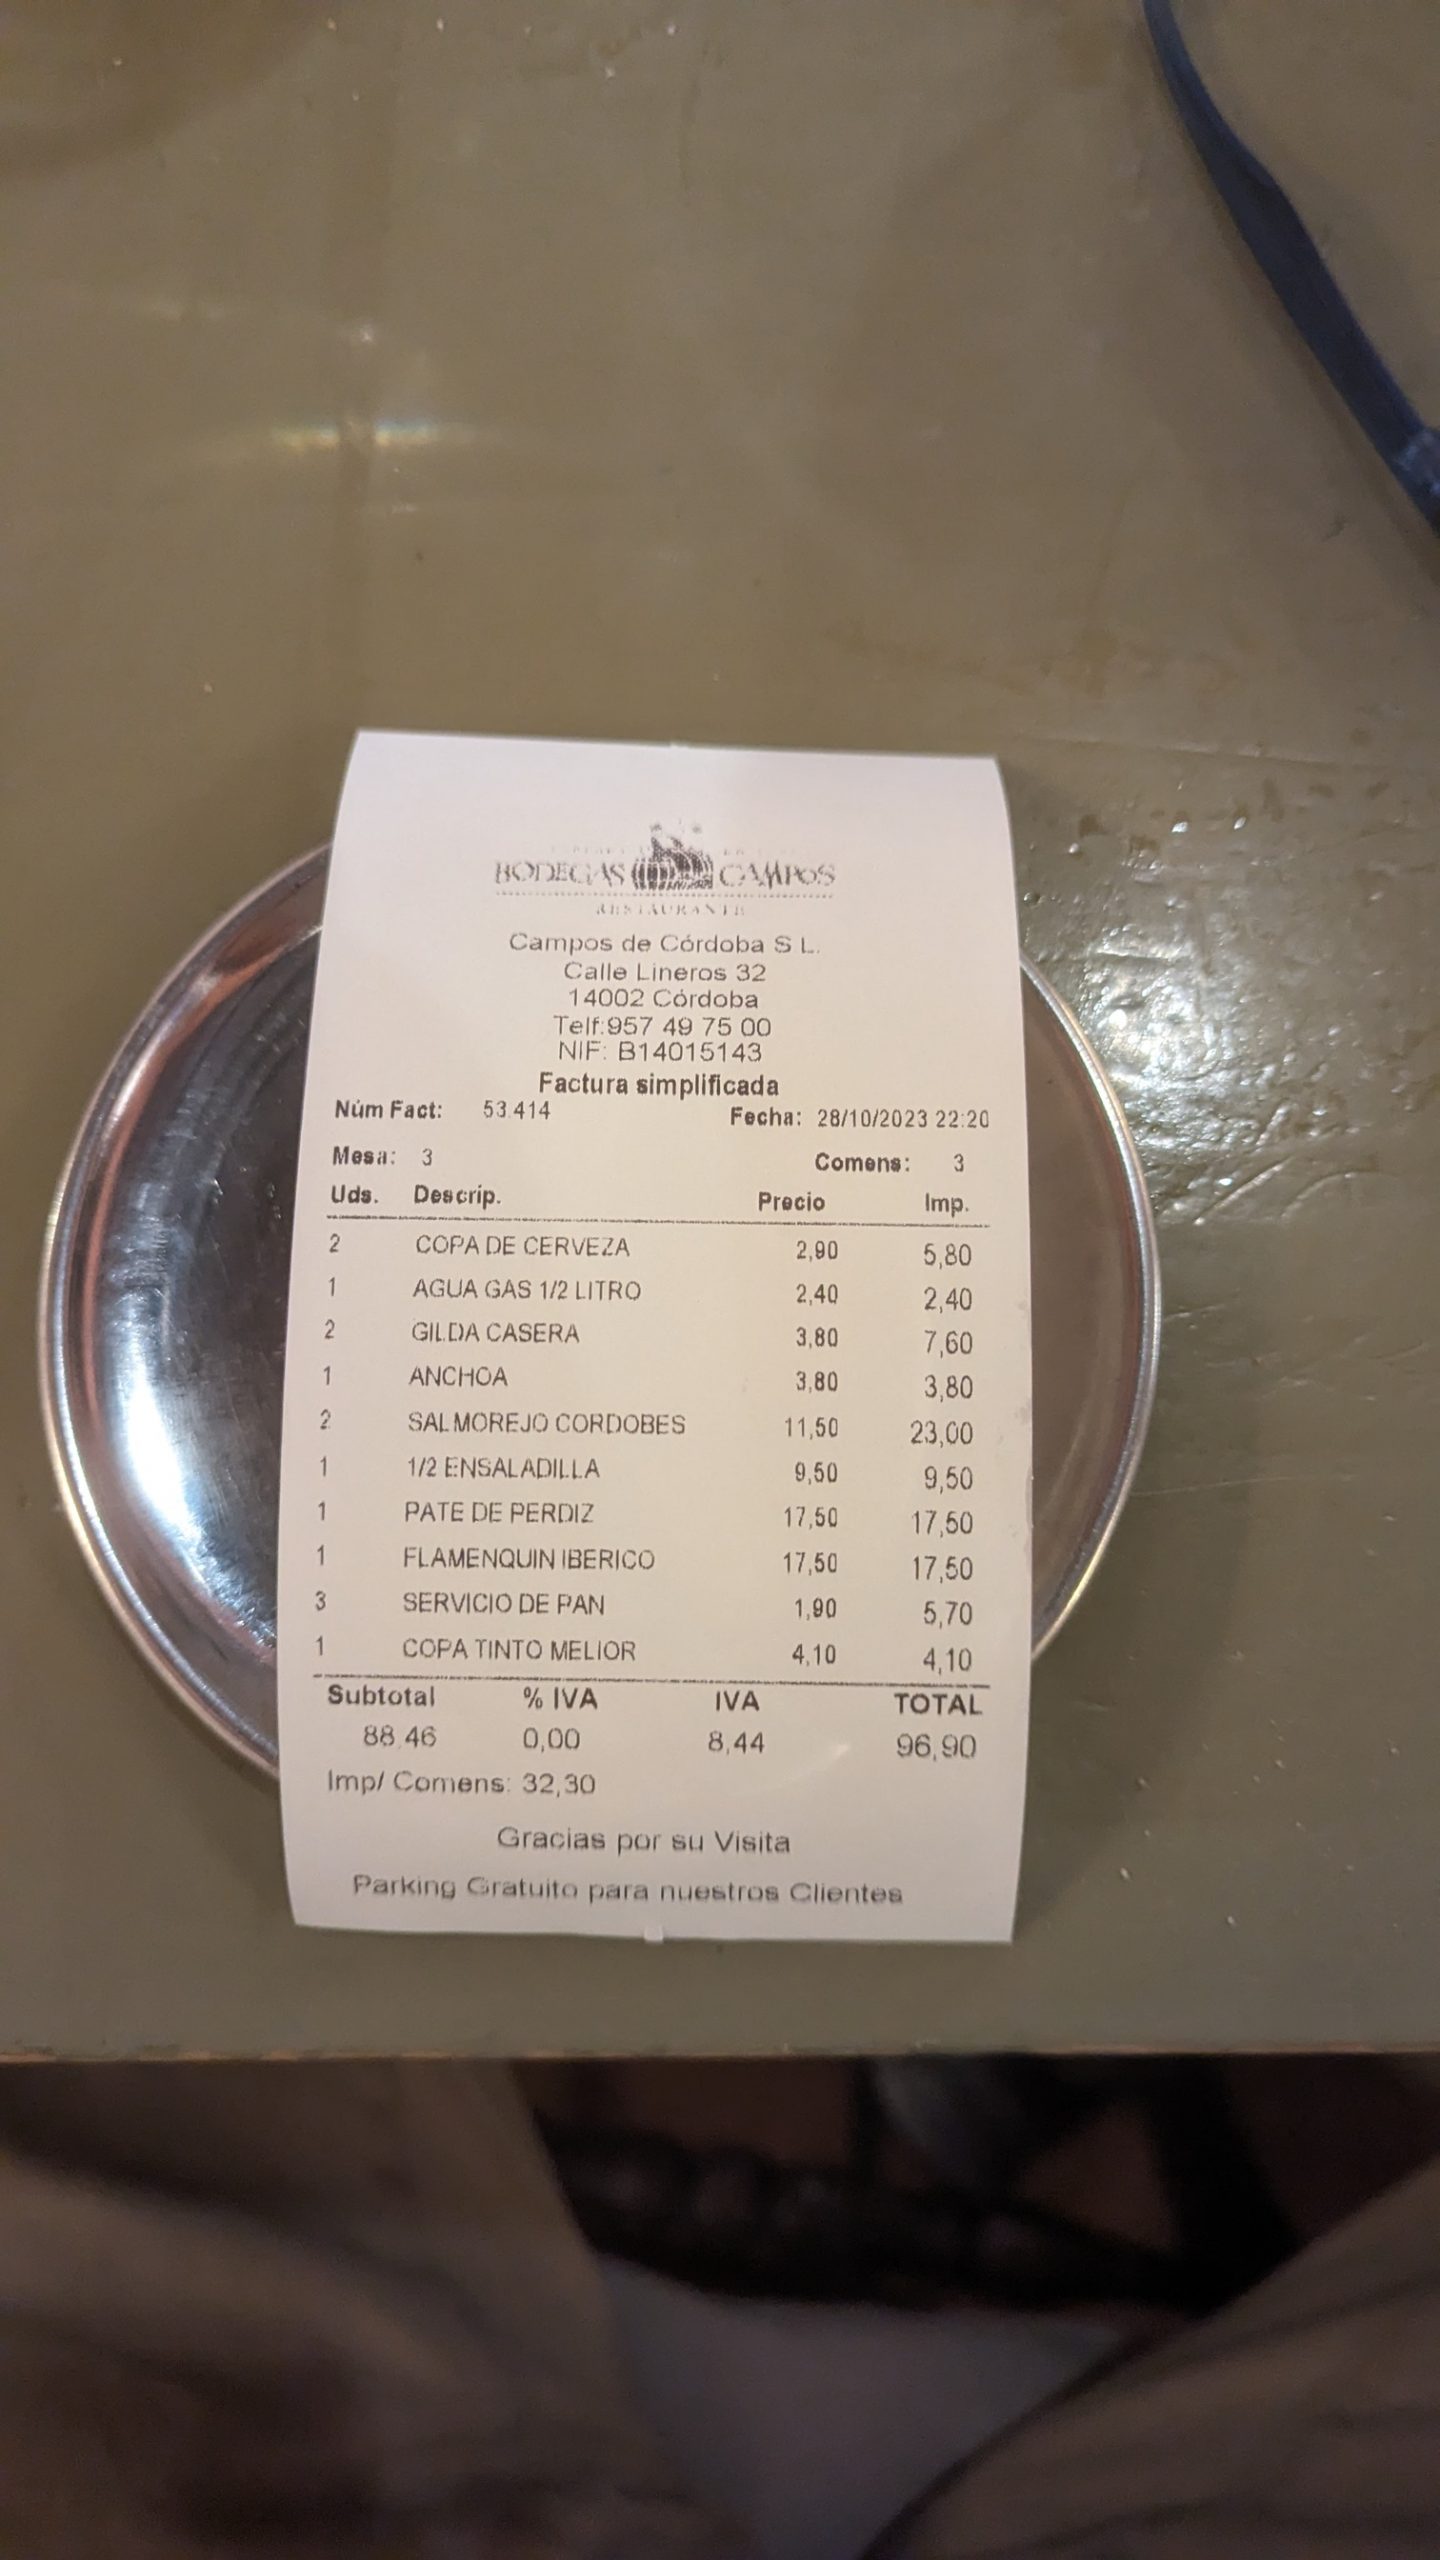 BODEGAS CAMPOS
RESTAURANTE
Campos de Córdoba S.L.
Calle Lineros 32
14002 Córdoba
Telf:957 49 75 00
NIF: B14015143
Factura simplificada
Núm Fact: 53.414 Fecha: 28/10/2023 22:20
Mesa: 3 Comens: 3
Uds. Descrip. Precio Imp.
2 COPA DE CERVEZA 2,90 5,80
1 AGUA GAS 1/2 LITRO 2,40 2,40
2 GILDA CASERA 3,80 7,60
1 ANCHOA 3,80 3,80
2 SALMOREJO CORDOBES 11,50 23,00
1 1/2 ENSALADILLA 9,50 9,50
1 PATE DE PERDIZ 17,50 17,50
1 FLAMENQUIN IBERICO 17,50 17,50
3 SERVICIO DE PAN 1,90 5,70
1 COPA TINTO MELIOR 4,10 4,10
Subtotal % IVA IVA TOTAL
88,46 0,00 8,44 96,90
Imp/ Comens: 32,30
Gracias por su Visita
Parking Gratuito para nuestros Clientes